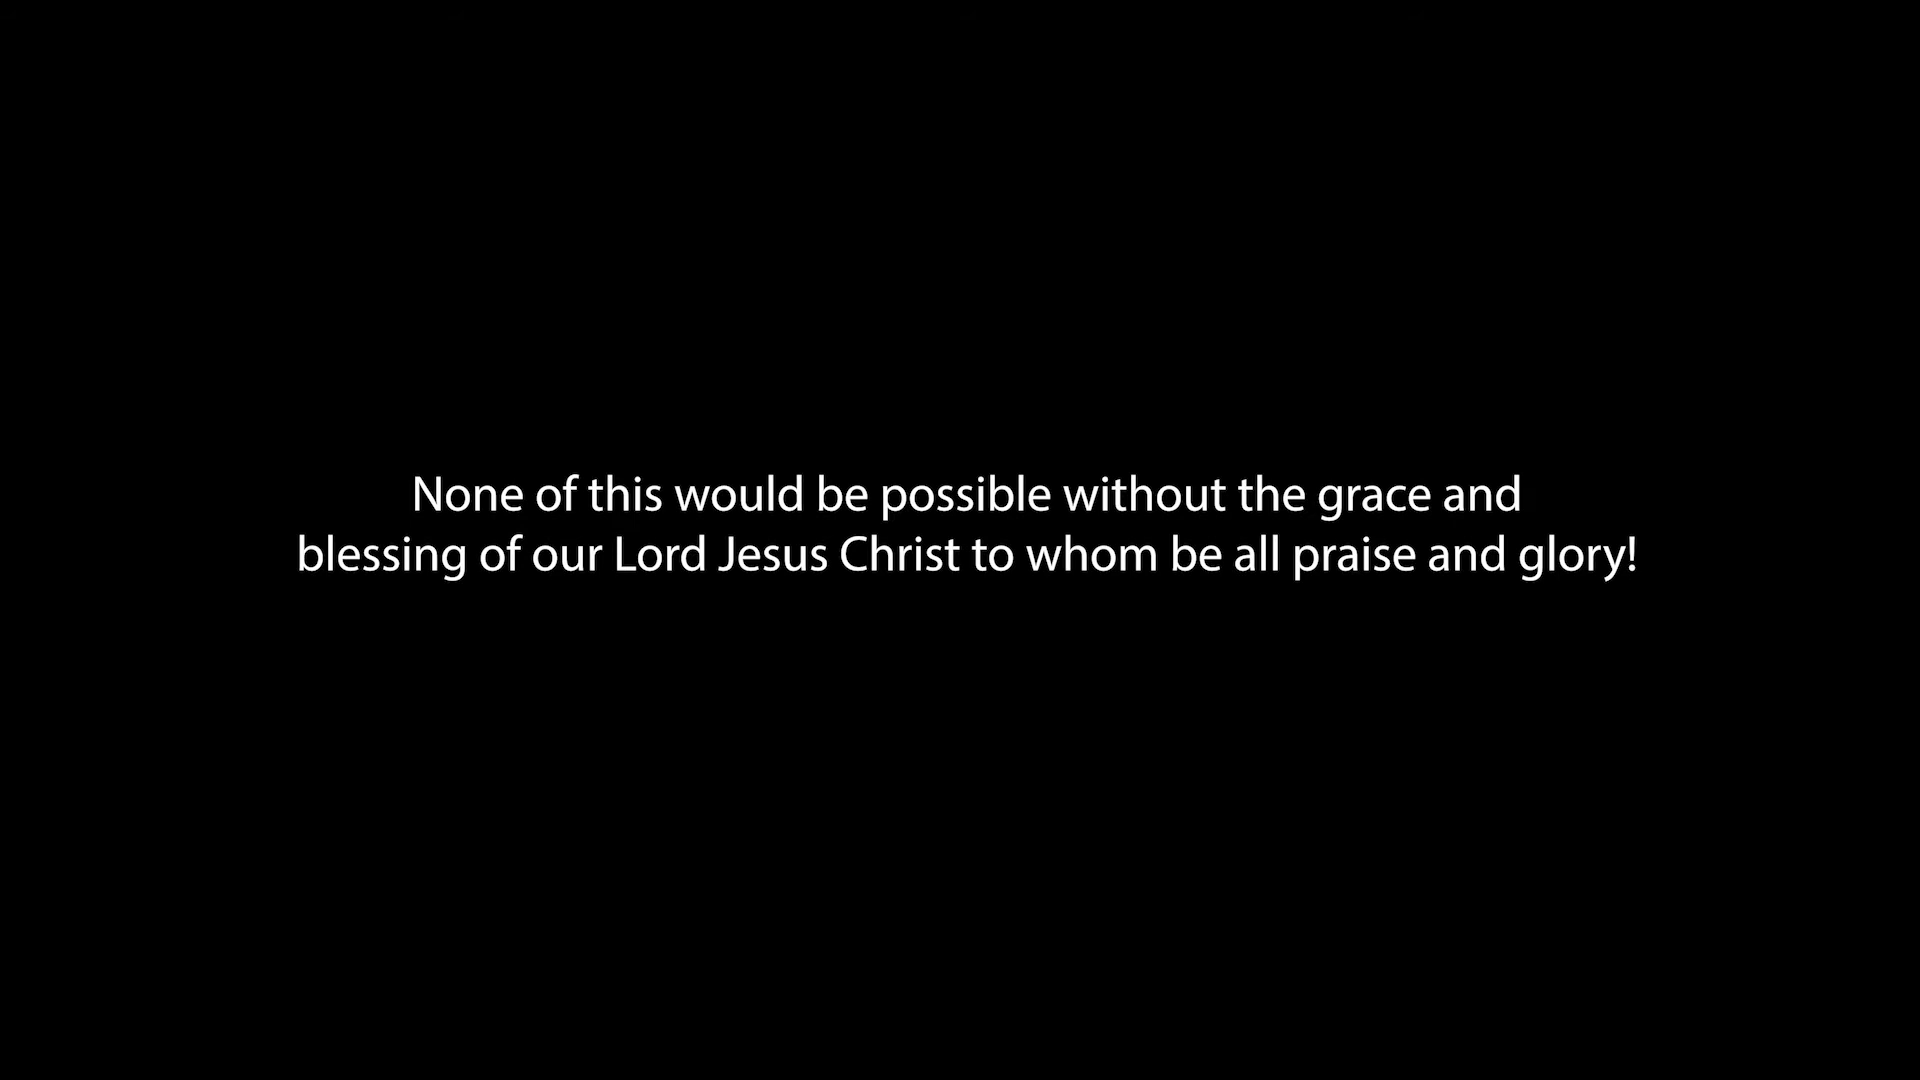 None of this would be possible without the grace and
blessing of our Lord Jesus Christ to whom be all praise and glory!